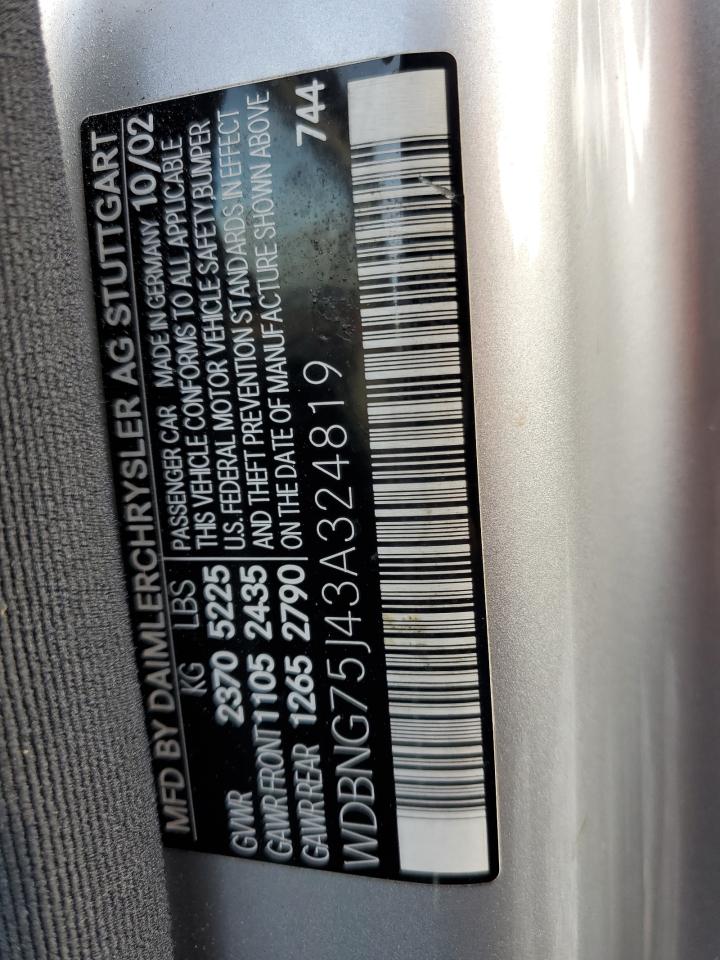 MFD BY DAIMLERCHRYSLER AG STUTTGART
KG LBS
PASSENGER CAR MADE IN GERMANY 10/02
GVWR 2370 5225
GAWR FRONT 1105 2435
GAWR REAR 1265 2790
THIS VEHICLE CONFORMS TO ALL APPLICABLE
U.S. FEDERAL MOTOR VEHICLE SAFETY, BUMPER
AND THEFT PREVENTION STANDARDS IN EFFECT
ON THE DATE OF MANUFACTURE SHOWN ABOVE
WDBNG75J43A324819 744